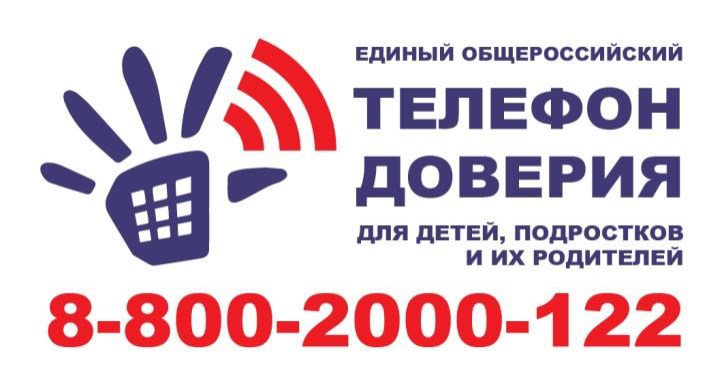 ЕДИНЫЙ ОБЩЕРОССИЙСКИЙ
ТЕЛЕФОН
ДОВЕРИЯ
ДЛЯ ДЕТЕЙ, ПОДРОСТКОВ
И ИХ РОДИТЕЛЕЙ
8-800-2000-122